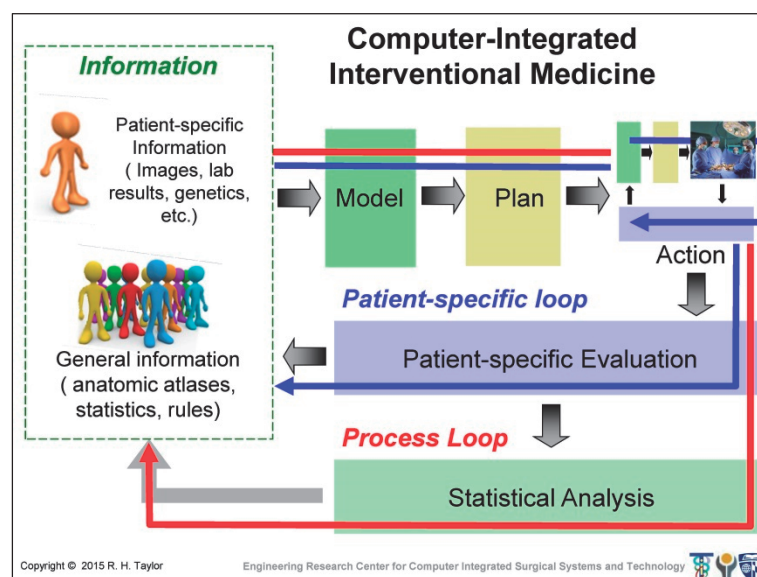 Computer-Integrated
Interventional Medicine
Information
Patient-specific
Information
( Images, lab
results, genetics,
etc.)
General information
( anatomic atlases,
statistics, rules)
Model
Plan
Action
Patient-specific loop
Patient-specific Evaluation
Process Loop
Statistical Analysis
Copyright © 2015 R. H. Taylor
Engineering Research Center for Computer Integrated Surgical Systems and Technology